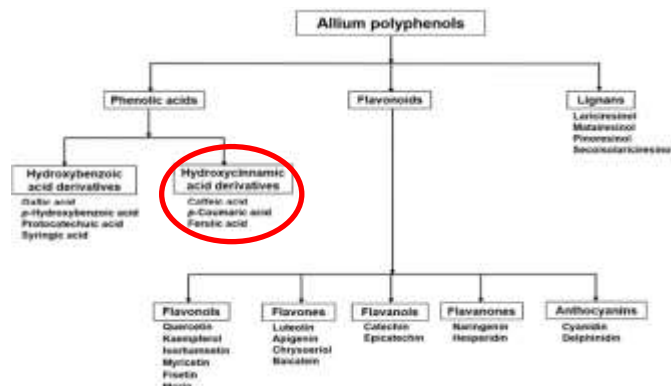 Allium polyphenols
Phenolic acids
Flavonoids
Lignans
Lariciresinol
Matairesinol
Pinoresinol
Secoisolariciresinol
Hydroxybenzoic
acid derivatives
Gallic acid
p-Hydroxybenzoic acid
Protocatechuic acid
Syringic acid
Hydroxycinnamic
acid derivatives
Caffeic acid
p-Coumaric acid
Ferulic acid
Flavonols
Quercetin
Kaempferol
Isorhamnetin
Myricetin
Fisetin
Morin
Flavones
Luteolin
Apigenin
Chrysoeriol
Baicalein
Flavanols
Catechin
Epicatechin
Flavanones
Naringenin
Hesperidin
Anthocyanins
Cyanidin
Delphinidin